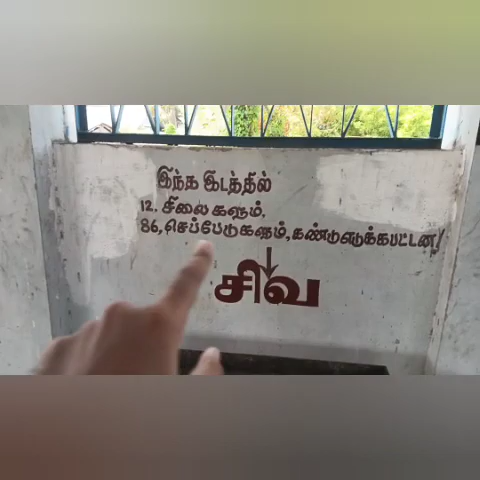 இந்த இடத்தில்
12, சிலைகளும்,
86, செப்பேடுகளும், கண்டுஎடுக்கபட்டன!
சிவ